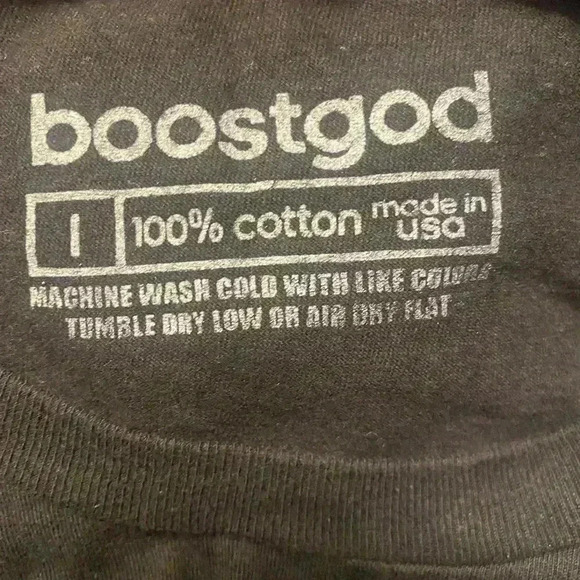 boostgod
l 100% cotton made in usa
MACHINE WASH COLD WITH LIKE COLORS
TUMBLE DRY LOW OR AIR DRY FLAT